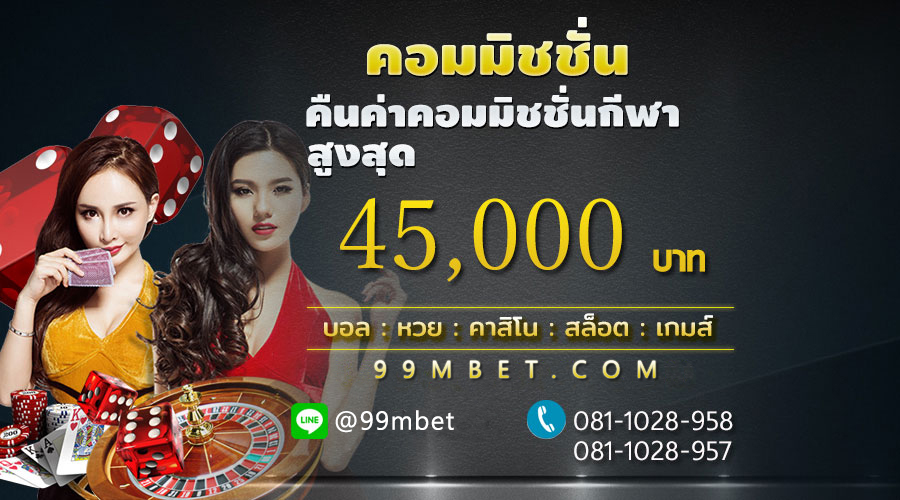 คอมมิชชั่น
คืนค่าคอมมิชชั่นกีฬา
สูงสุด
45,000 บาท
บอล : หวย : คาสิโน : สล็อต : เกมส์
99MBET.COM
LINE @99mbet 081-1028-958
081-1028-957
200